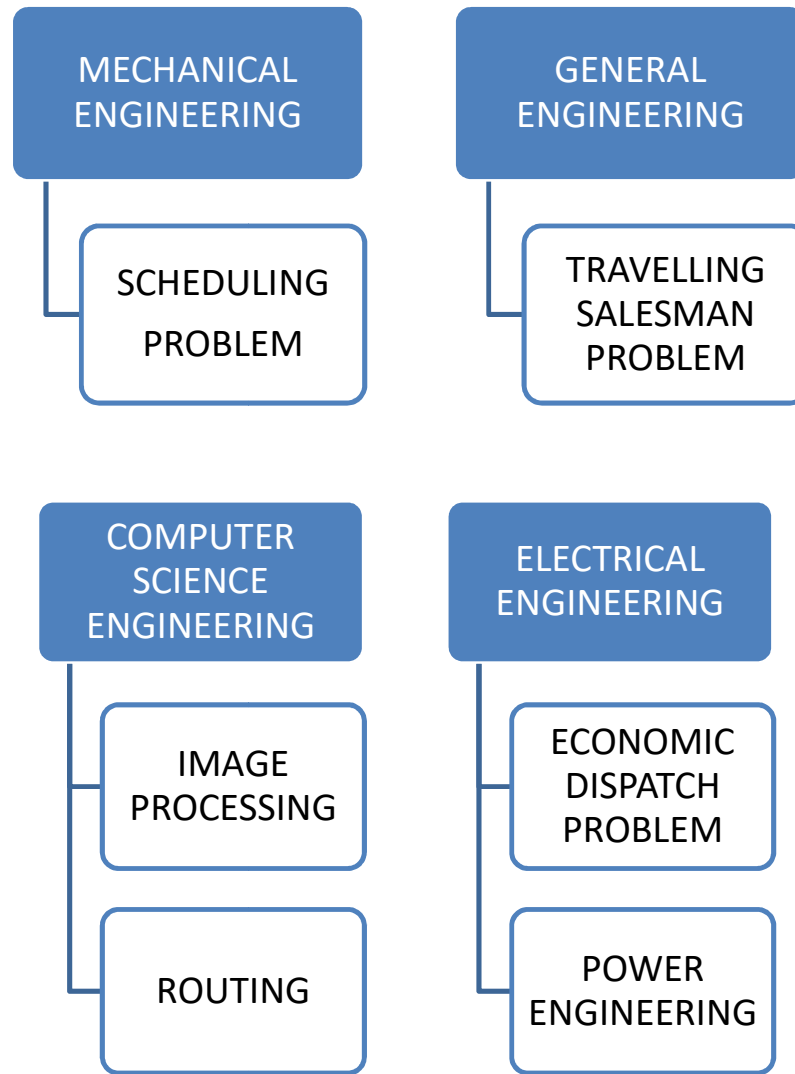 MECHANICAL
ENGINEERING
SCHEDULING
PROBLEM
GENERAL
ENGINEERING
TRAVELLING
SALESMAN
PROBLEM
COMPUTER
SCIENCE
ENGINEERING
IMAGE
PROCESSING
ROUTING
ELECTRICAL
ENGINEERING
ECONOMIC
DISPATCH
PROBLEM
POWER
ENGINEERING